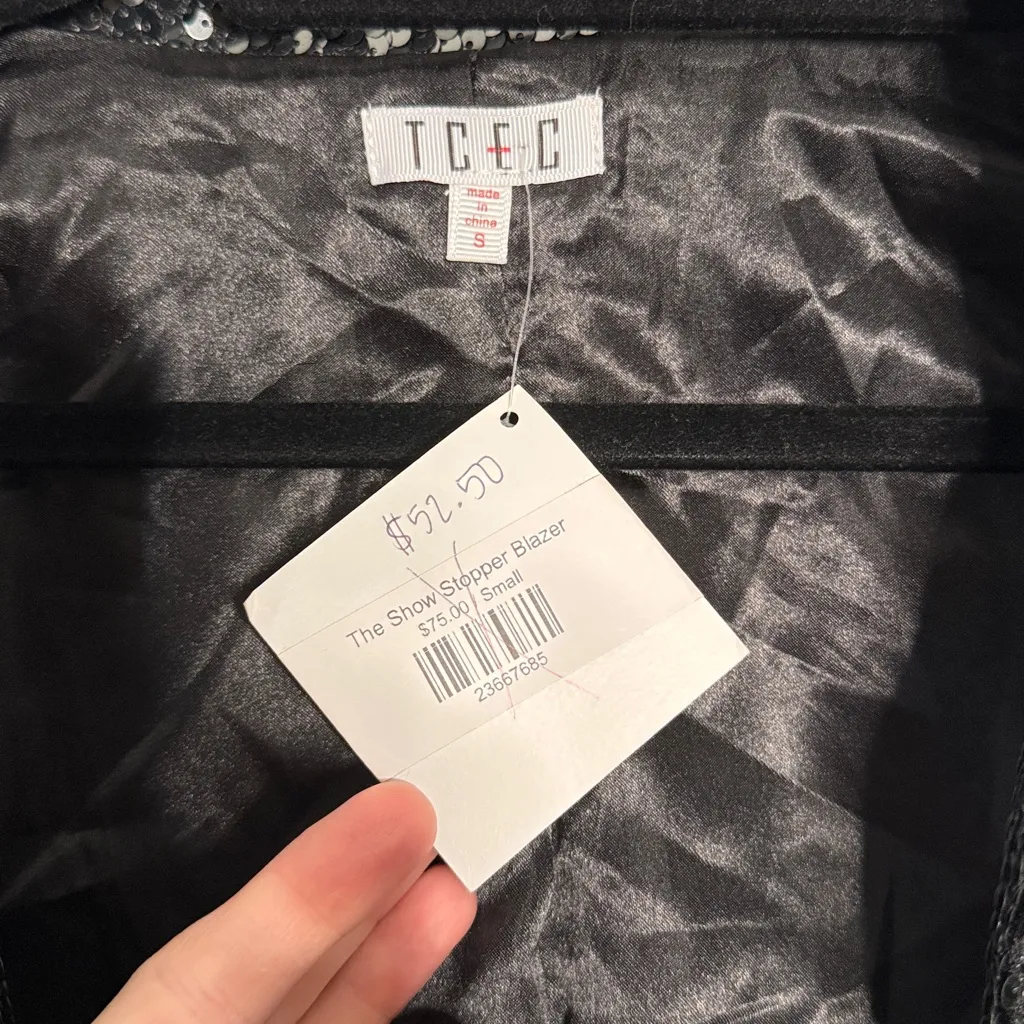 TCEC
made
in
china
S
$52.50
The Show Stopper Blazer
$75.00 Small
23667685